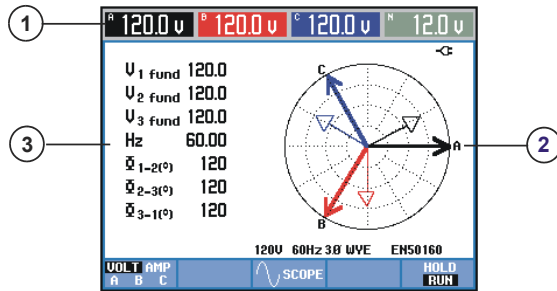 1
A 120.0 V B 120.0 V C 120.0 V N 12.0 V
V1 fund 120.0
V2 fund 120.0
V3 fund 120.0
Hz 60.00
Φ1-2(°) 120
Φ2-3(°) 120
Φ3-1(°) 120
3
C
A
B
2
120V 60Hz 3Ø WYE EN50160
VOLT AMP
A B C
SCOPE
HOLD
RUN